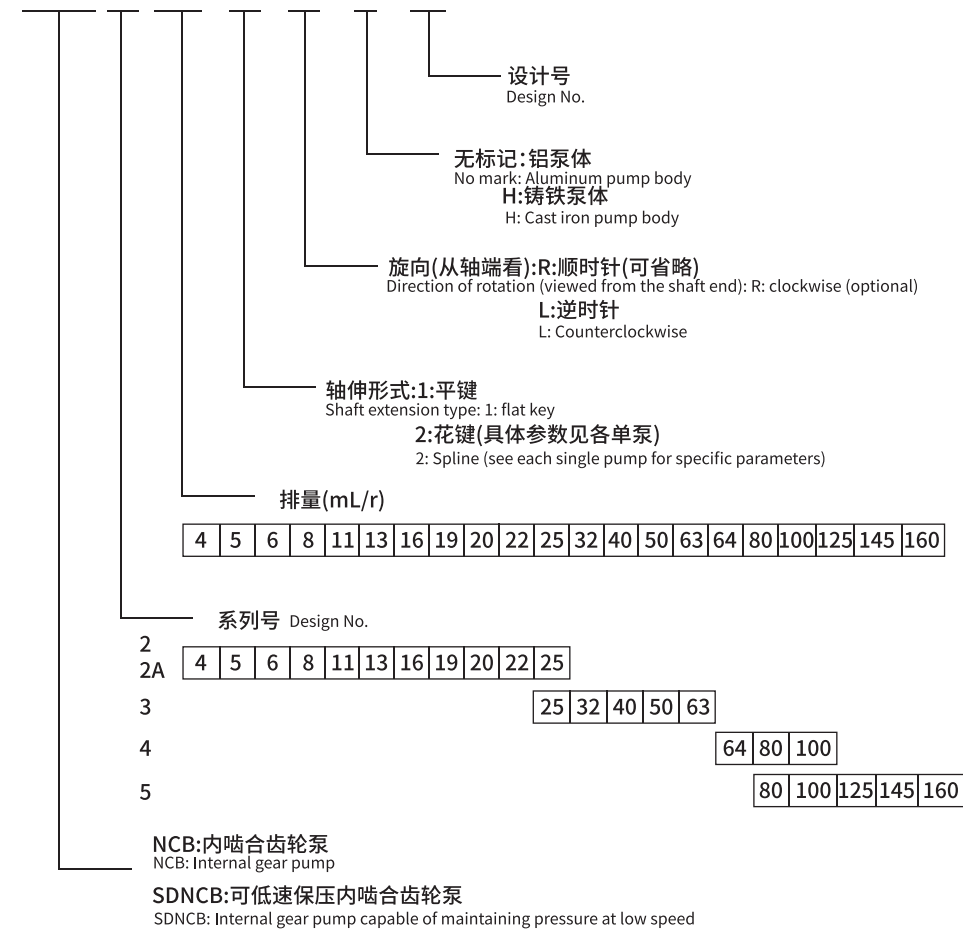 设计号
Design No.
无标记:铝泵体
No mark: Aluminum pump body
H:铸铁泵体
H: Cast iron pump body
旋向(从轴端看):R:顺时针(可省略)
Direction of rotation (viewed from the shaft end): R: clockwise (optional)
L:逆时针
L: Counterclockwise
轴伸形式:1:平键
Shaft extension type: 1: flat key
2:花键(具体参数见各单泵)
2: Spline (see each single pump for specific parameters)
排量(mL/r)
4 5 6 8 11 13 16 19 20 22 25 32 40 50 63 64 80 100 125 145 160
系列号 Design No.
2
2A 4 5 6 8 11 13 16 19 20 22 25
3 25 32 40 50 63
4 64 80 100
5 80 100 125 145 160
NCB:内啮合齿轮泵
NCB: Internal gear pump
SDNCB:可低速保压内啮合齿轮泵
SDNCB: Internal gear pump capable of maintaining pressure at low speed